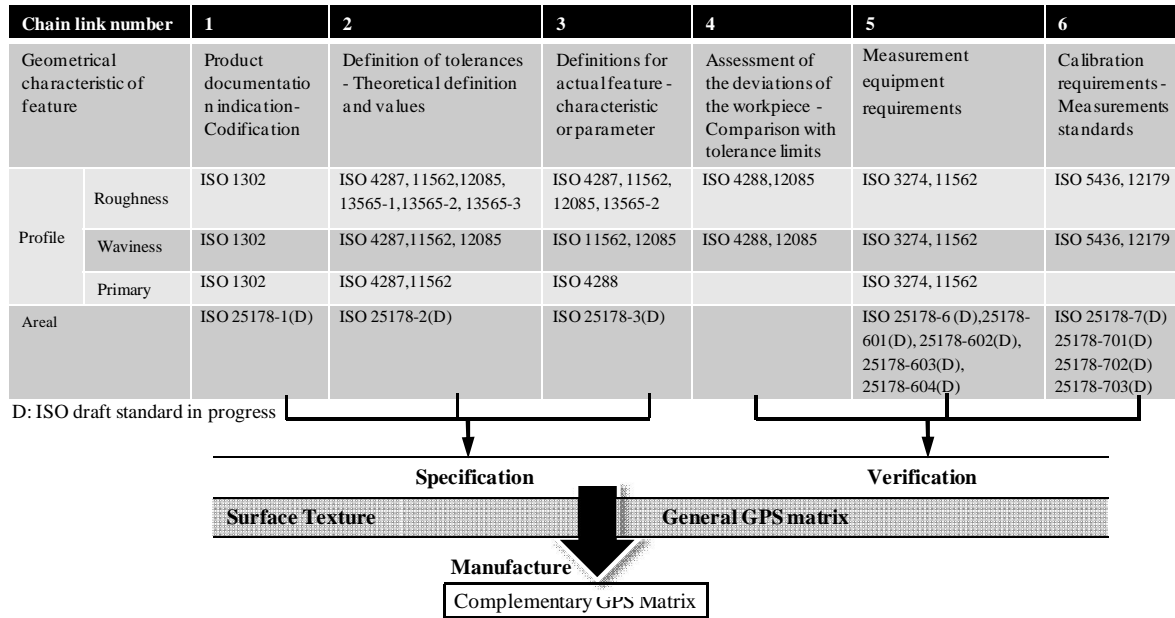 Chain link number 1 2 3 4 5 6
Geometrical
characteristic of
feature
Product
documentatio
n indication-
Codification
Definition of tolerances
- Theoretical definition
and values
Definitions for
actual feature -
characteristic
or parameter
Assessment of
the deviations of
the workpiece -
Comparison with
tolerance limits
Measurement
equipment
requirements
Calibration
requirements -
Measurements
standards
Profile
Roughness
ISO 1302
ISO 4287, 11562,12085,
13565-1,13565-2, 13565-3
ISO 4287, 11562,
12085, 13565-2
ISO 4288,12085
ISO 3274, 11562
ISO 5436, 12179
Waviness
ISO 1302
ISO 4287,11562, 12085
ISO 11562, 12085
ISO 4288, 12085
ISO 3274, 11562
ISO 5436, 12179
Primary
ISO 1302
ISO 4287,11562
ISO 4288
ISO 3274, 11562
Areal
ISO 25178-1(D)
ISO 25178-2(D)
ISO 25178-3(D)
ISO 25178-6 (D),25178-
601(D), 25178-602(D),
25178-603(D),
25178-604(D)
ISO 25178-7(D)
25178-701(D)
25178-702(D)
25178-703(D)
D: ISO draft standard in progress
Specification
Verification
Surface Texture
General GPS matrix
Manufacture
Complementary GPS Matrix